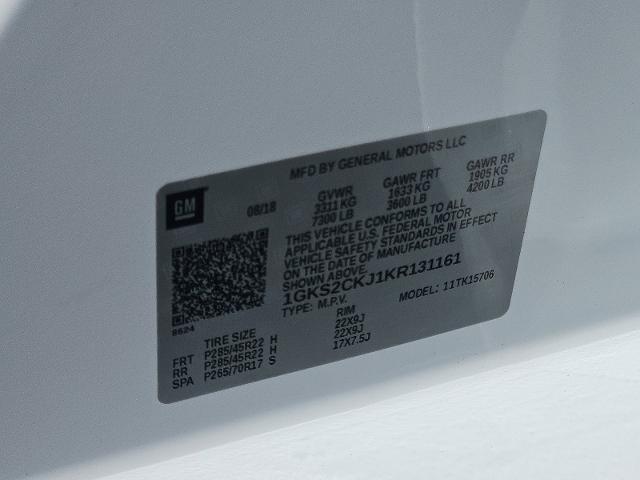 MFD BY GENERAL MOTORS LLC
GM
08/18
GVWR GAWR FRT GAWR RR
3311 KG 1633 KG 1905 KG
7300 LB 3600 LB 4200 LB
THIS VEHICLE CONFORMS TO ALL
APPLICABLE U.S. FEDERAL MOTOR
VEHICLE SAFETY STANDARDS IN EFFECT
ON THE DATE OF MANUFACTURE
SHOWN ABOVE.
1GKS2CKJ1KR131161
TYPE: M.P.V. MODEL: 11TK15706
8624
TIRE SIZE RIM
FRT P285/45R22 H 22X9J
RR P285/45R22 H 22X9J
SPA P265/70R17 S 17X7.5J